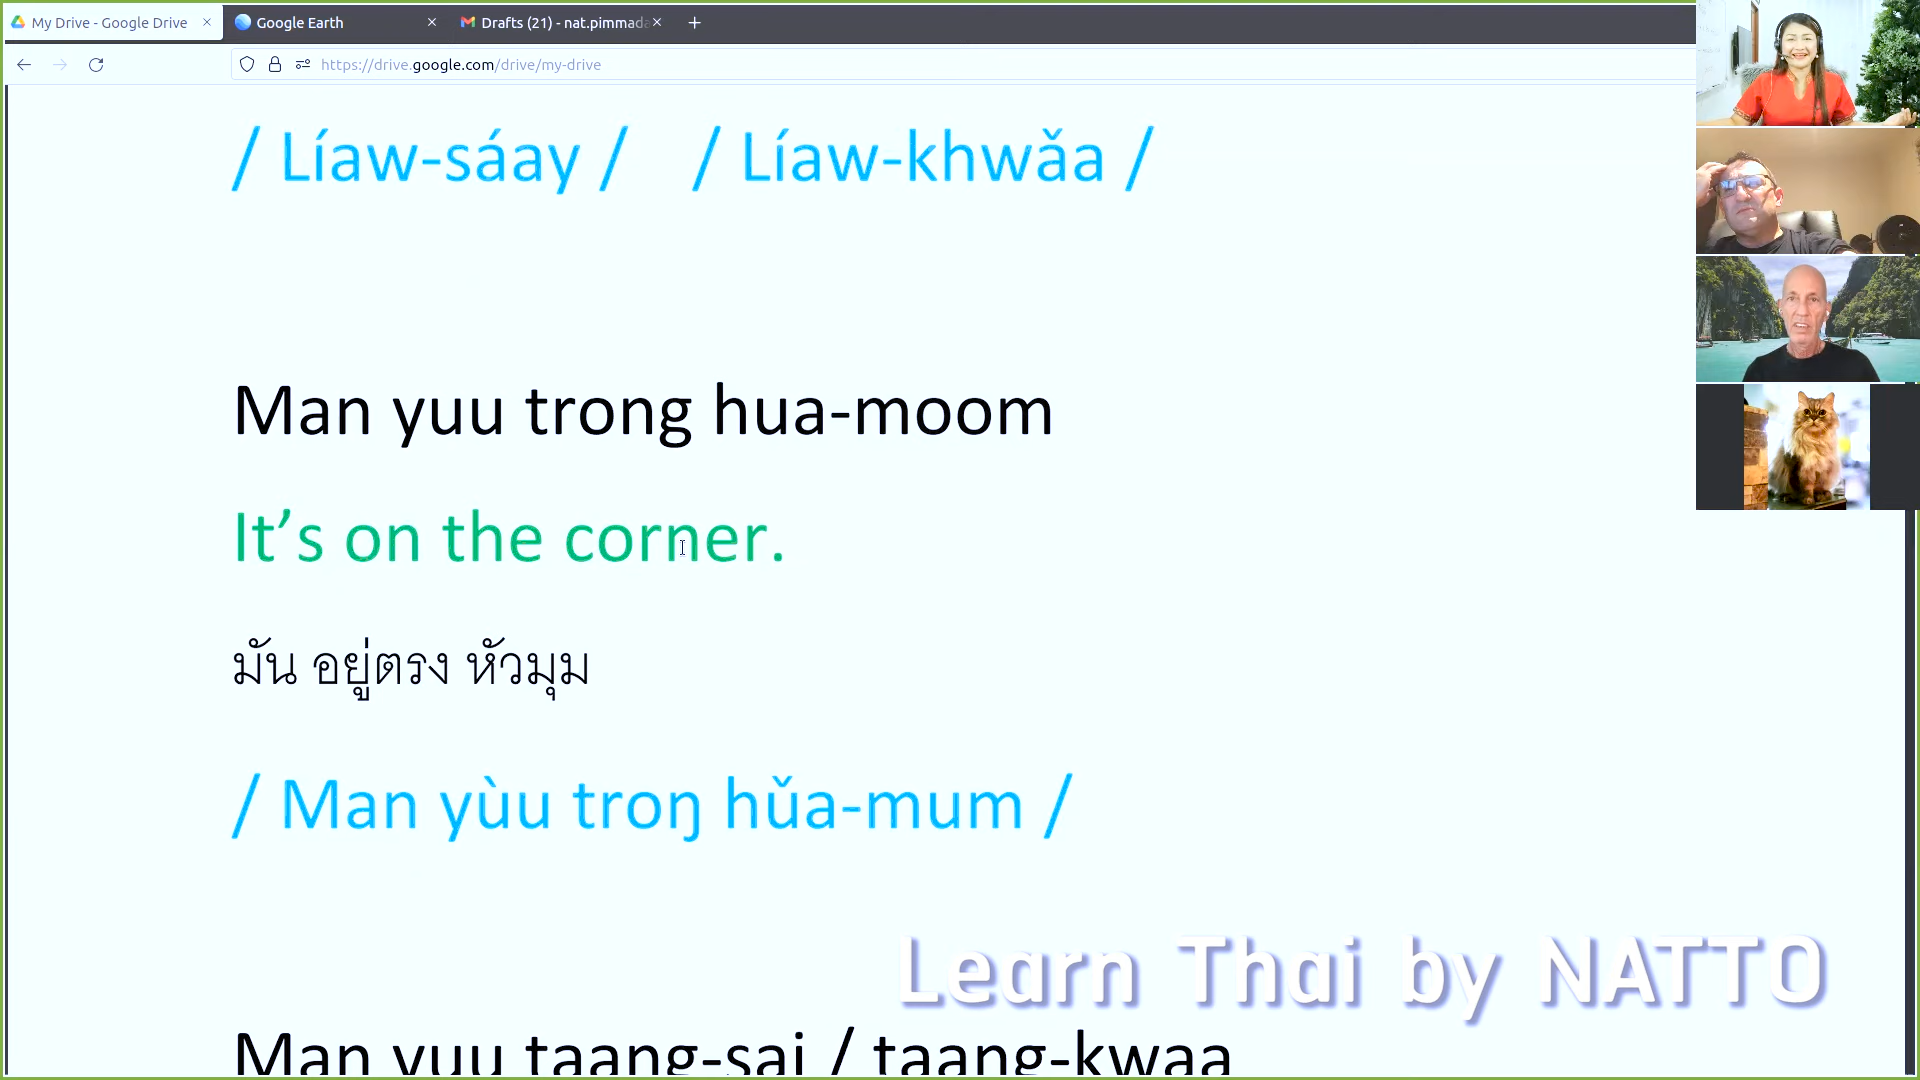 My Drive - Google Drive
Google Earth
Drafts (21) - nat.pimmada
https://drive.google.com/drive/my-drive
/ Líaw-sáay / / Líaw-khwǎa /
Man yuu trong hua-moom
It’s on the corner.
มัน อยู่ตรง หัวมุม
/ Man yùu troŋ hǔa-mum /
Learn Thai by NATTO
Man yuu taang-sai / taang-kwaa